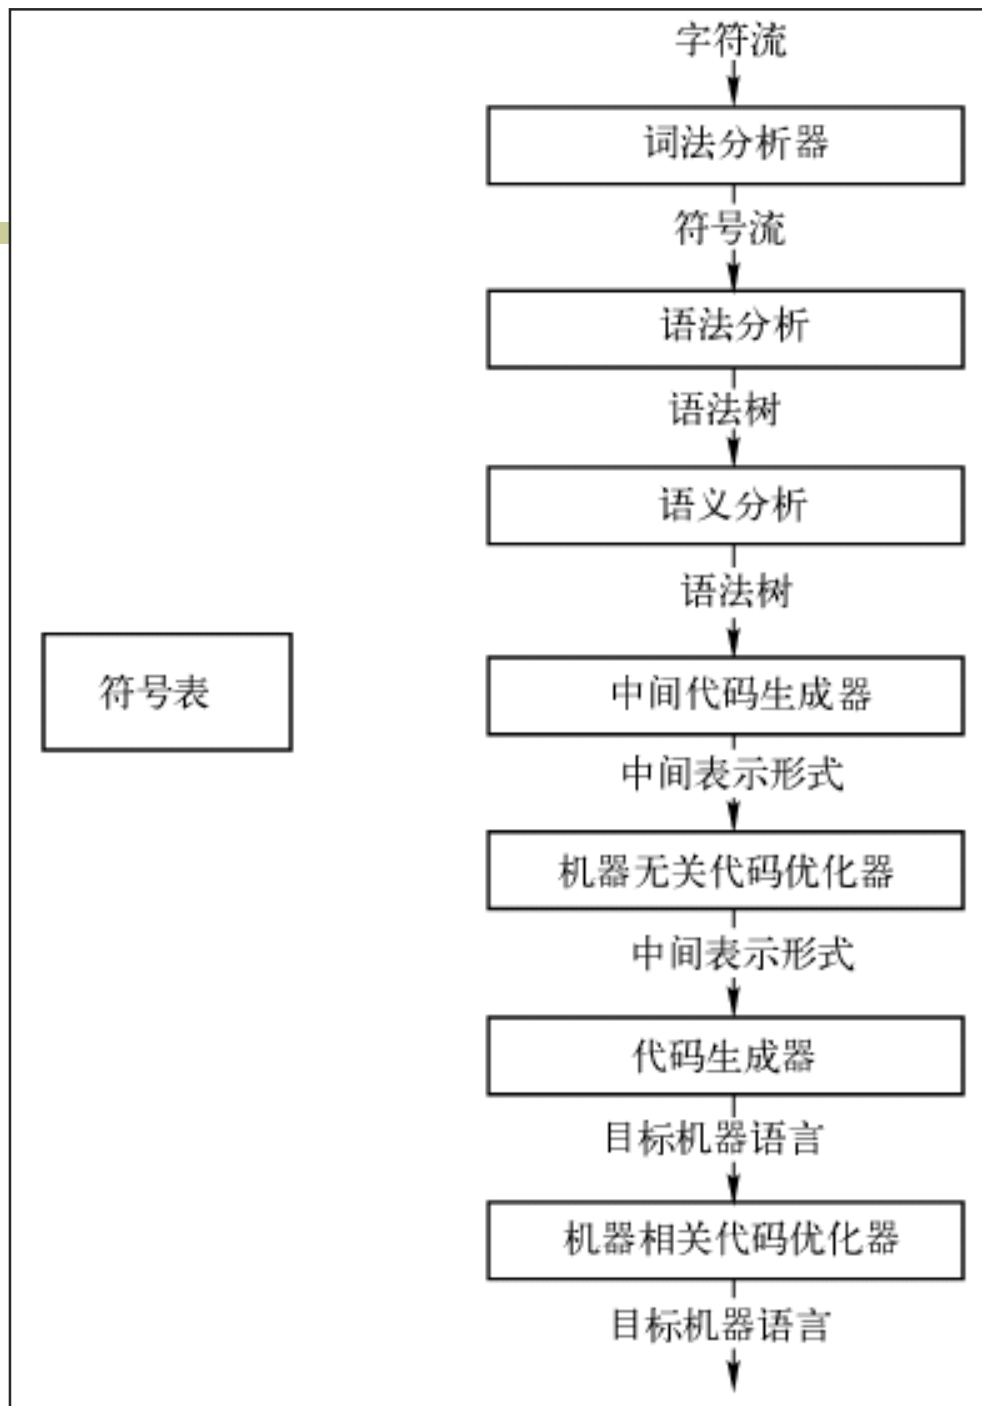 字符流
词法分析器
符号流
语法分析
语法树
语义分析
语法树
符号表
中间代码生成器
中间表示形式
机器无关代码优化器
中间表示形式
代码生成器
目标机器语言
机器相关代码优化器
目标机器语言